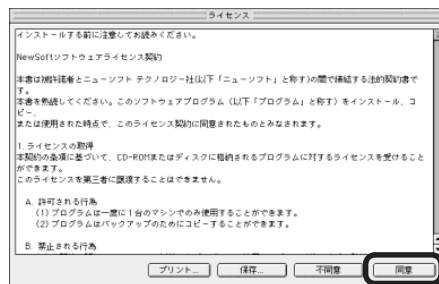 ライセンス
インストールする前に注意してお読みください。
NewSoftソフトウェアライセンス契約
本書は被許諾者とニューソフト テクノロジー社(以下「ニューソフト」と称す)の間で締結する法的契約書で
す。
本書を熟読してください。このソフトウェアプログラム(以下「プログラム」と称す)をインストール、コ
ピー、
または使用された時点で、このライセンス契約に同意されたものとみなされます。
1. ライセンスの取得
本契約の条項に基づいて、CD-ROMまたはディスクに格納されるプログラムに対するライセンスを受けること
ができます。
このライセンスを第三者に譲渡することはできません。
A. 許可される行為
(1) プログラムは一度に1台のマシンでのみ使用することができます。
(2) プログラムはバックアップのためにコピーすることができます。
B. 禁止される行為
プリント... 保存... 不同意 同意